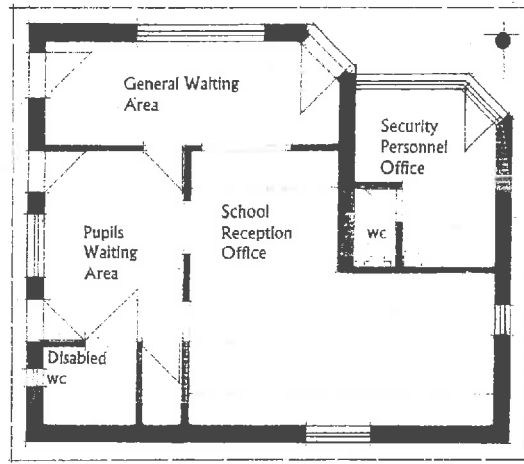 General Waiting
Area
Security
Personnel
Office
School
Reception
Office
WC
Pupils
Waiting
Area
Disabled
WC